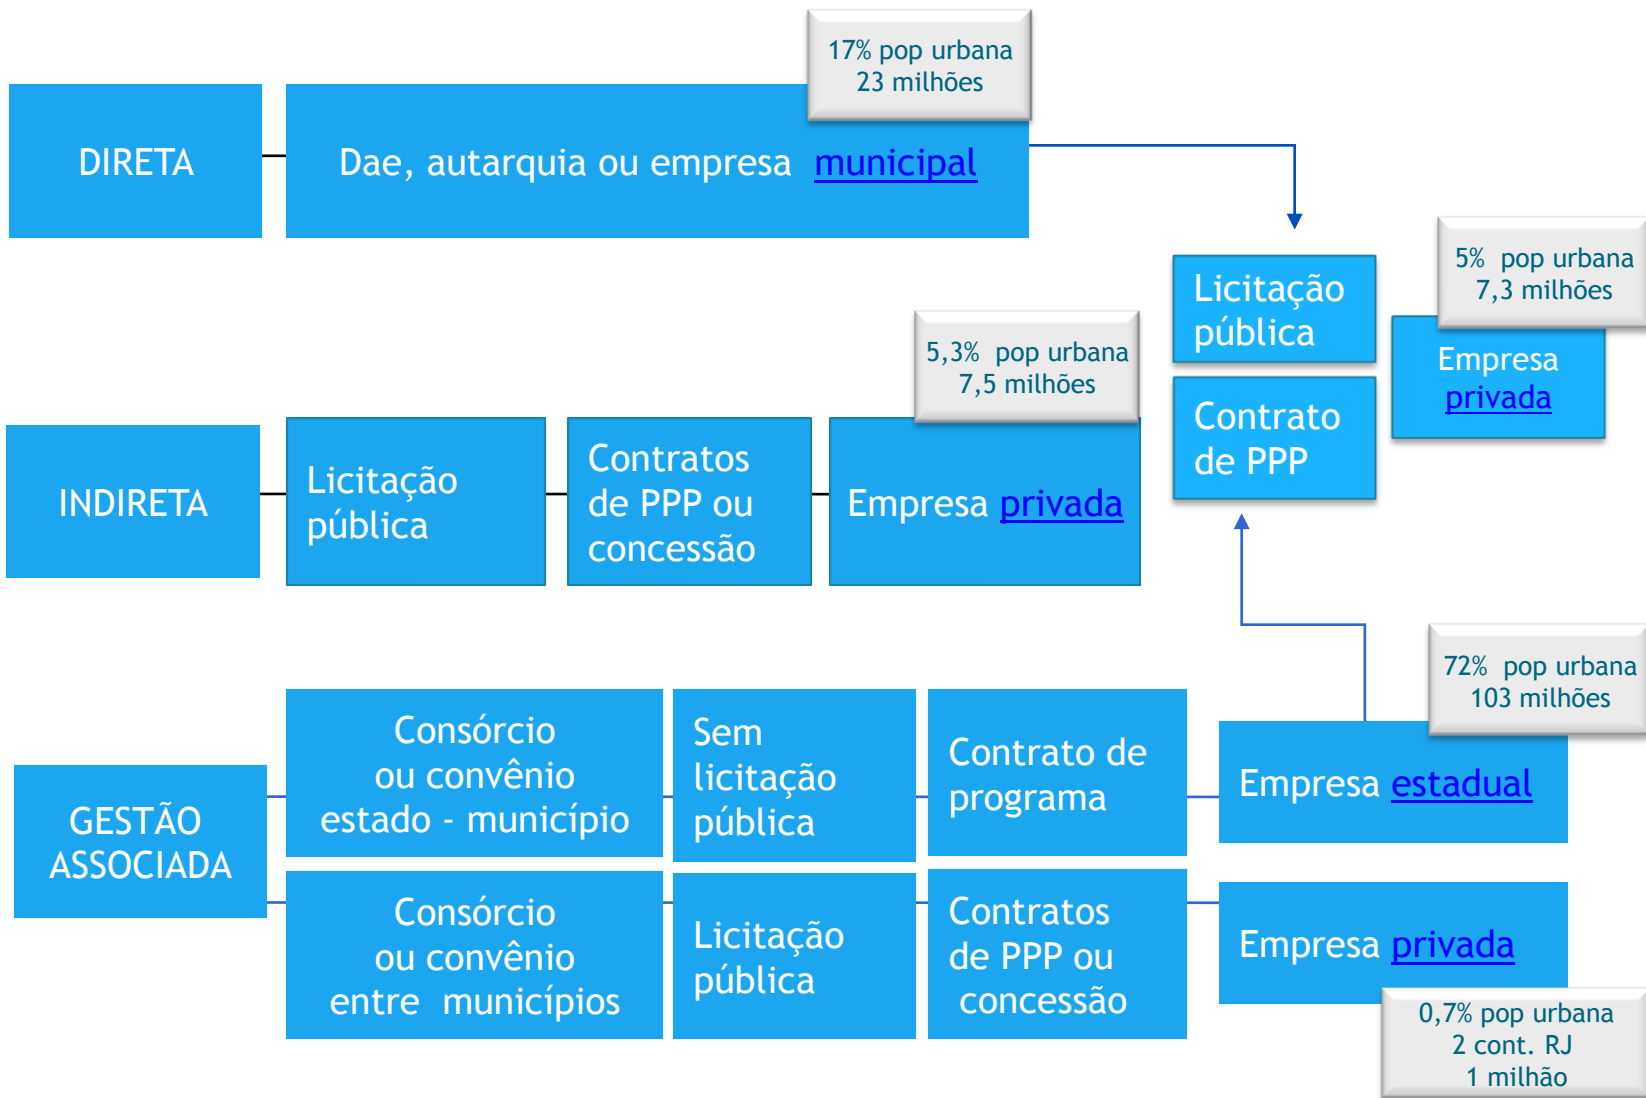 17% pop urbana
23 milhões
DIRETA
Dae, autarquia ou empresa municipal
Licitação
pública
Contrato
de PPP
5% pop urbana
7,3 milhões
Empresa
privada
5,3% pop urbana
7,5 milhões
INDIRETA
Licitação
pública
Contratos
de PPP ou
concessão
Empresa privada
72% pop urbana
103 milhões
GESTÃO
ASSOCIADA
Consórcio
ou convênio
estado - município
Sem
licitação
pública
Contrato de
programa
Empresa estadual
Consórcio
ou convênio
entre municípios
Licitação
pública
Contratos
de PPP ou
concessão
Empresa privada
0,7% pop urbana
2 cont. RJ
1 milhão